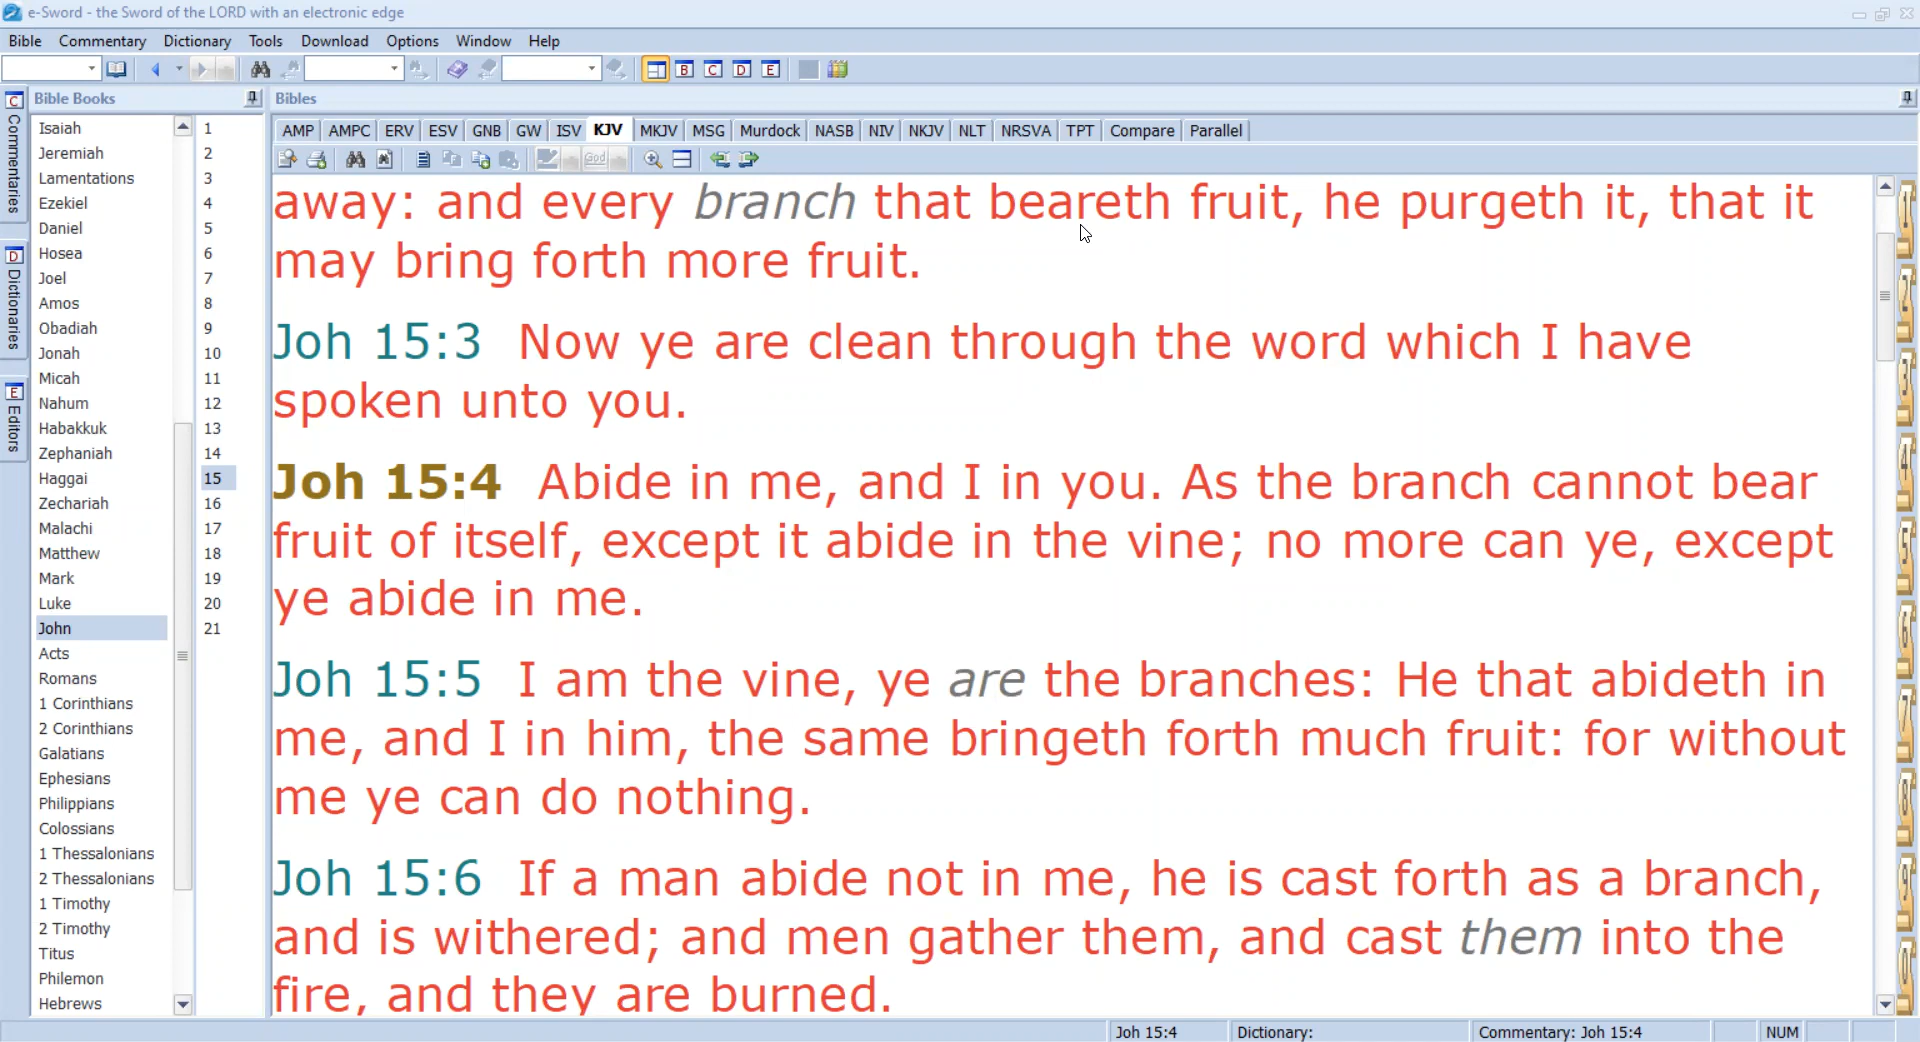 e-Sword - the Sword of the LORD with an electronic edge
Bible Commentary Dictionary Tools Download Options Window Help
B C D E
C Commentaries
D Dictionaries
E Editors
Bible Books
Isaiah
Jeremiah
Lamentations
Ezekiel
Daniel
Hosea
Joel
Amos
Obadiah
Jonah
Micah
Nahum
Habakkuk
Zephaniah
Haggai
Zechariah
Malachi
Matthew
Mark
Luke
John
Acts
Romans
1 Corinthians
2 Corinthians
Galatians
Ephesians
Philippians
Colossians
1 Thessalonians
2 Thessalonians
1 Timothy
2 Timothy
Titus
Philemon
Hebrews
1
2
3
4
5
6
7
8
9
10
11
12
13
14
15
16
17
18
19
20
21
Bibles
AMP AMPC ERV ESV GNB GW ISV KJV MKJV MSG Murdock NASB NIV NKJV NLT NRSVA TPT Compare Parallel
God
away: and every branch that beareth fruit, he purgeth it, that it
may bring forth more fruit.
Joh 15:3 Now ye are clean through the word which I have
spoken unto you.
Joh 15:4 Abide in me, and I in you. As the branch cannot bear
fruit of itself, except it abide in the vine; no more can ye, except
ye abide in me.
Joh 15:5 I am the vine, ye are the branches: He that abideth in
me, and I in him, the same bringeth forth much fruit: for without
me ye can do nothing.
Joh 15:6 If a man abide not in me, he is cast forth as a branch,
and is withered; and men gather them, and cast them into the
fire, and they are burned.
Joh 15:4 Dictionary: Commentary: Joh 15:4 NUM